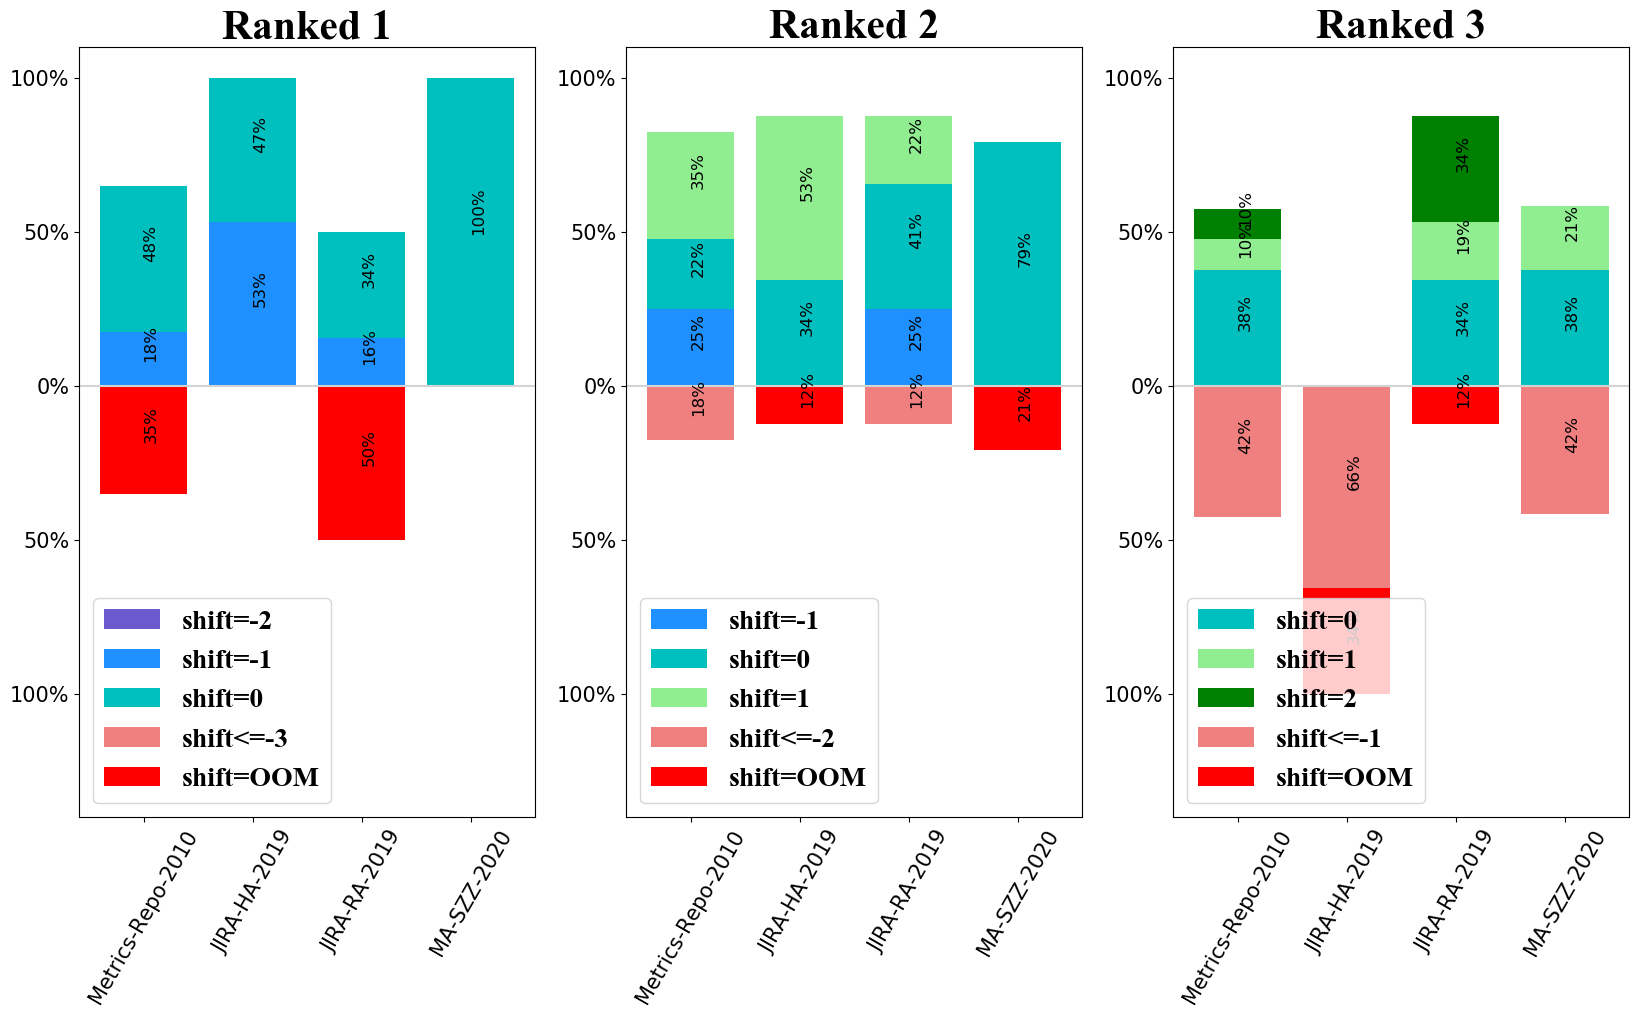 Ranked 1
100%
50%
0%
50%
100%
48%
18%
35%
47%
53%
34%
16%
50%
100%
shift=-2
shift=-1
shift=0
shift<=-3
shift=OOM
Metrics-Repo-2010
JIRA-HA-2019
JIRA-RA-2019
MA-SZZ-2020
Ranked 2
100%
50%
0%
50%
100%
35%
22%
25%
18%
53%
34%
12%
22%
41%
25%
12%
79%
21%
shift=-1
shift=0
shift=1
shift<=-2
shift=OOM
Metrics-Repo-2010
JIRA-HA-2019
JIRA-RA-2019
MA-SZZ-2020
Ranked 3
100%
50%
0%
50%
100%
10%
10%
38%
42%
66%
34%
34%
19%
34%
12%
21%
38%
42%
shift=0
shift=1
shift=2
shift<=-1
shift=OOM
Metrics-Repo-2010
JIRA-HA-2019
JIRA-RA-2019
MA-SZZ-2020